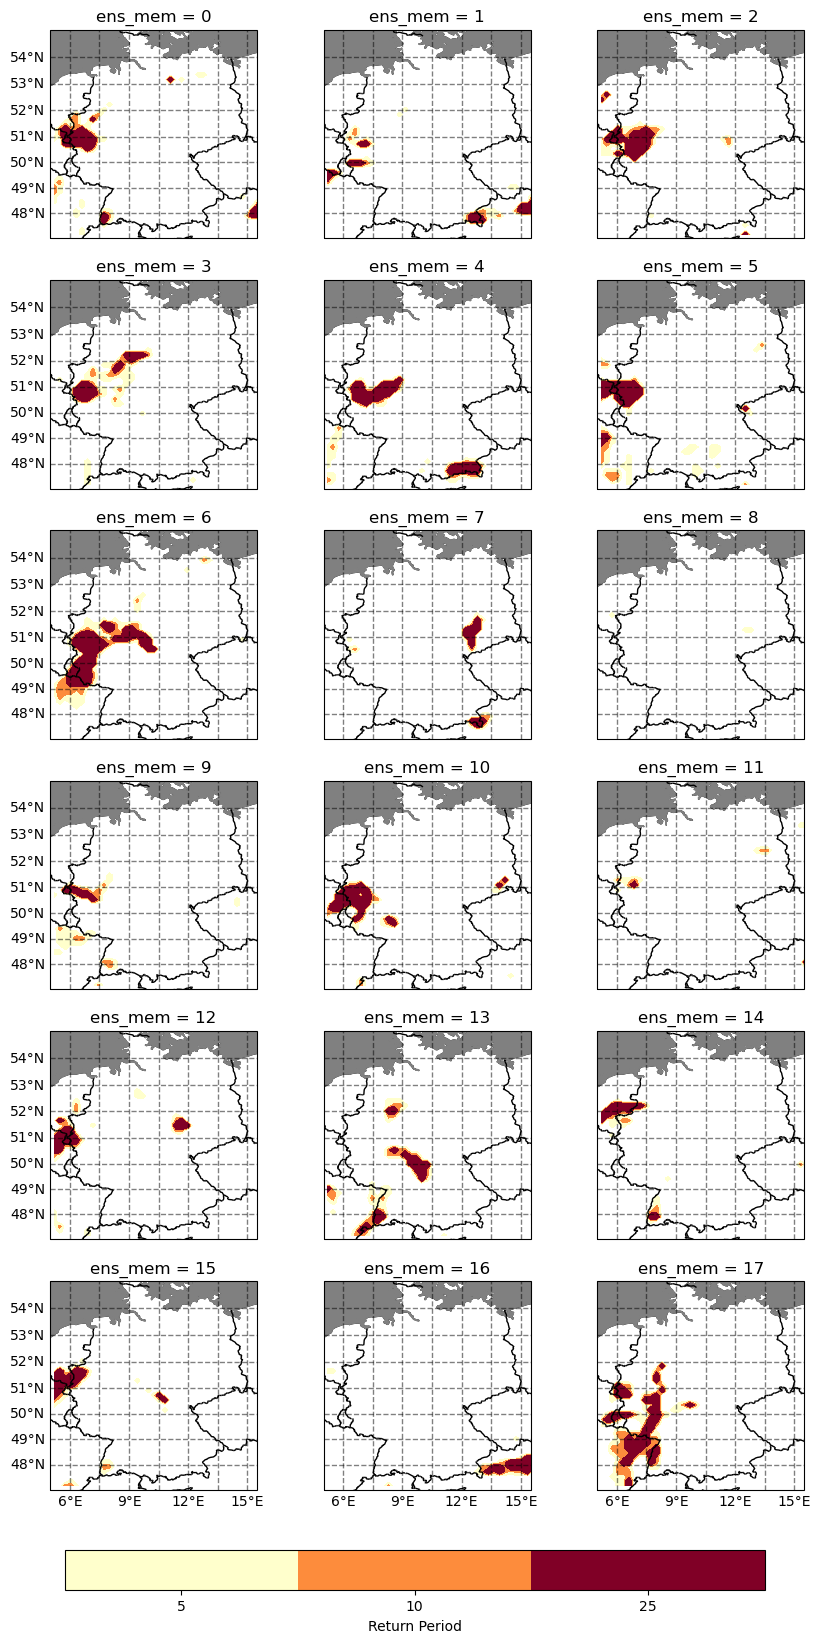 ens_mem = 0 ens_mem = 1 ens_mem = 2
54°N
53°N
52°N
51°N
50°N
49°N
48°N
ens_mem = 3 ens_mem = 4 ens_mem = 5
54°N
53°N
52°N
51°N
50°N
49°N
48°N
ens_mem = 6 ens_mem = 7 ens_mem = 8
54°N
53°N
52°N
51°N
50°N
49°N
48°N
ens_mem = 9 ens_mem = 10 ens_mem = 11
54°N
53°N
52°N
51°N
50°N
49°N
48°N
ens_mem = 12 ens_mem = 13 ens_mem = 14
54°N
53°N
52°N
51°N
50°N
49°N
48°N
ens_mem = 15 ens_mem = 16 ens_mem = 17
54°N
53°N
52°N
51°N
50°N
49°N
48°N
6°E 9°E 12°E 15°E 6°E 9°E 12°E 15°E 6°E 9°E 12°E 15°E
5 10 25
Return Period